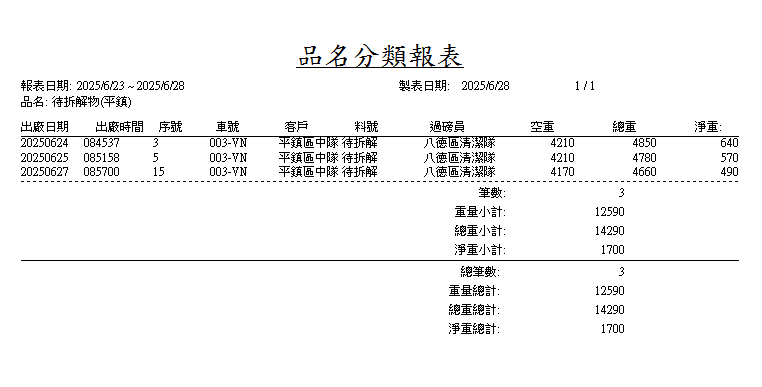 品名分類報表
報表日期: 2025/6/23 ~ 2025/6/28 製表日期: 2025/6/28 1 / 1
品名: 待拆解物(平鎮)
出廠日期 出廠時間 序號 車號 客戶 料號 過磅員 空重 總重 淨重:
20250624 084537 3 003-VN 平鎮區中隊 待拆解 八德區清潔隊 4210 4850 640
20250625 085158 5 003-VN 平鎮區中隊 待拆解 八德區清潔隊 4210 4780 570
20250627 085700 15 003-VN 平鎮區中隊 待拆解 八德區清潔隊 4170 4660 490
筆數: 3
重量小計: 12590
總重小計: 14290
淨重小計: 1700
總筆數: 3
重量總計: 12590
總重總計: 14290
淨重總計: 1700